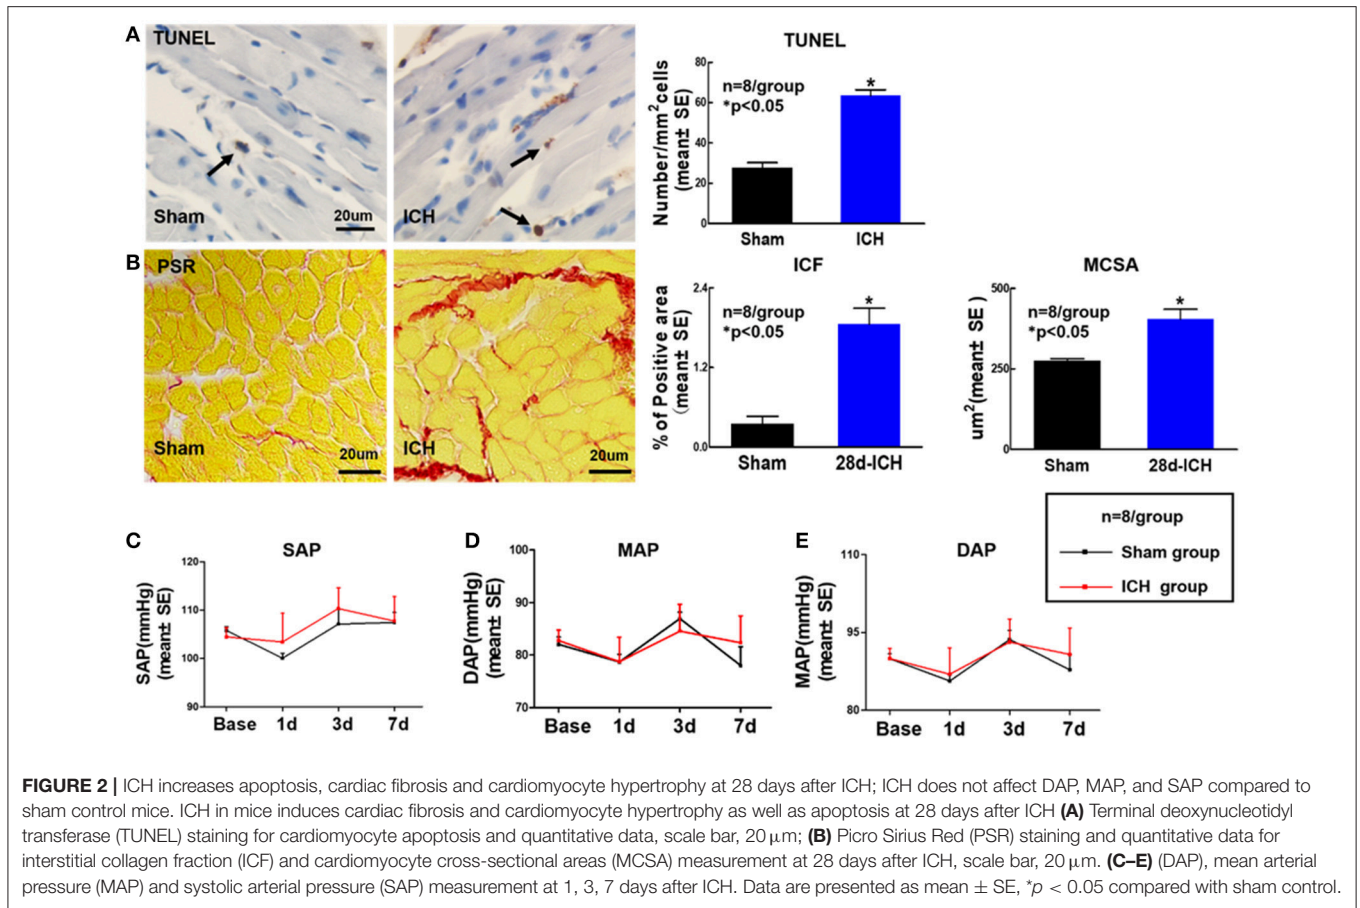 A
TUNEL
Sham
20um
ICH
TUNEL
Number/mm² cells
(mean± SE)
80
60
40
20
0
n=8/group
*p<0.05
*
Sham
ICH
B
PSR
Sham
20um
ICH
20um
ICF
% of Positive area
(mean± SE)
2.4
1.2
0.0
n=8/group
*p<0.05
*
Sham
28d-ICH
MCSA
um²(mean± SE )
500
250
0
n=8/group
*p<0.05
*
Sham
28d-ICH
n=8/group
Sham group
ICH group
C
SAP
SAP(mmHg)
(mean± SE)
120
110
100
90
Base 1d 3d 7d
D
MAP
DAP(mmHg)
(mean± SE)
100
90
80
70
Base 1d 3d 7d
E
DAP
MAP(mmHg)
(mean± SE)
110
95
80
Base 1d 3d 7d
FIGURE 2 | ICH increases apoptosis, cardiac fibrosis and cardiomyocyte hypertrophy at 28 days after ICH; ICH does not affect DAP, MAP, and SAP compared to
sham control mice. ICH in mice induces cardiac fibrosis and cardiomyocyte hypertrophy as well as apoptosis at 28 days after ICH (A) Terminal deoxynucleotidyl
transferase (TUNEL) staining for cardiomyocyte apoptosis and quantitative data, scale bar, 20 μm; (B) Picro Sirius Red (PSR) staining and quantitative data for
interstitial collagen fraction (ICF) and cardiomyocyte cross-sectional areas (MCSA) measurement at 28 days after ICH, scale bar, 20 μm. (C–E) (DAP), mean arterial
pressure (MAP) and systolic arterial pressure (SAP) measurement at 1, 3, 7 days after ICH. Data are presented as mean ± SE, *p < 0.05 compared with sham control.